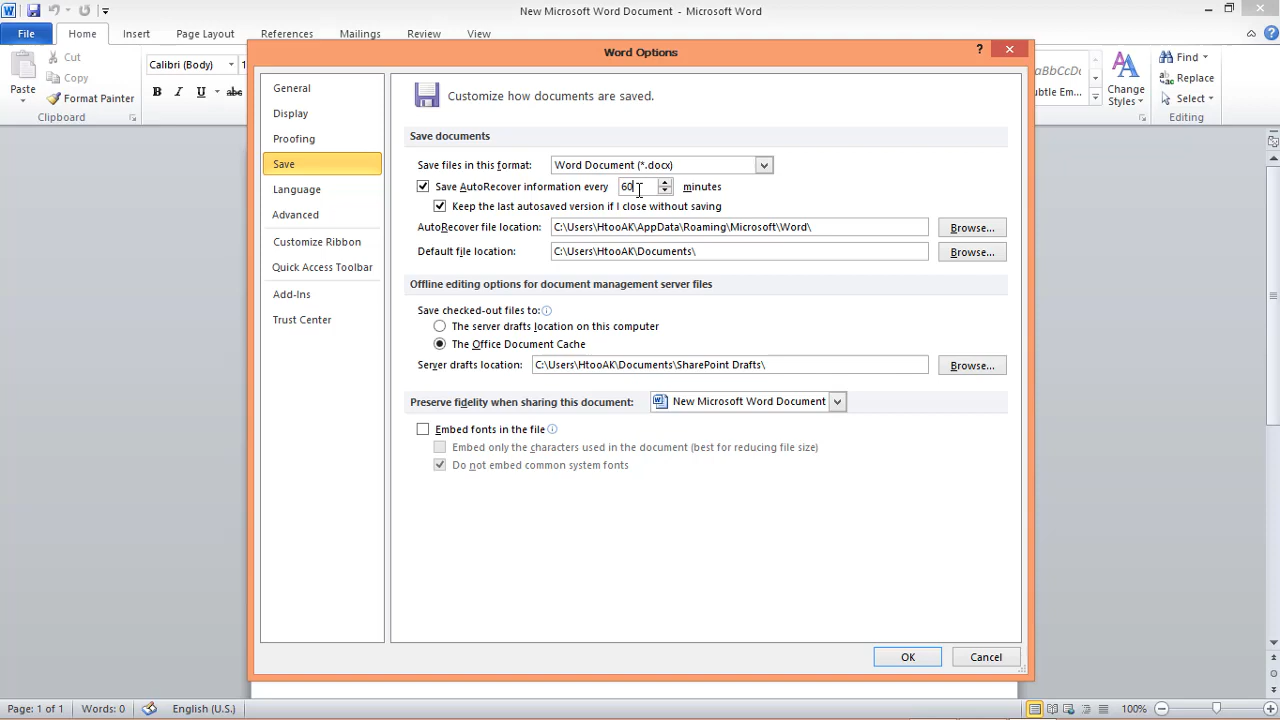 New Microsoft Word Document - Microsoft Word
File Home Insert Page Layout References Mailings Review View
Word Options
Cut
Copy
Paste
Format Painter
Clipboard
Calibri (Body) 1
B I U abc
General
Display
Proofing
Save
Language
Advanced
Customize Ribbon
Quick Access Toolbar
Add-Ins
Trust Center
Customize how documents are saved.
Save documents
Save files in this format: Word Document (*.docx)
Save AutoRecover information every 60 minutes
Keep the last autosaved version if I close without saving
AutoRecover file location: C:\Users\HtooAK\AppData\Roaming\Microsoft\Word\ Browse...
Default file location: C:\Users\HtooAK\Documents\ Browse...
Offline editing options for document management server files
Save checked-out files to:
The server drafts location on this computer
The Office Document Cache
Server drafts location: C:\Users\HtooAK\Documents\SharePoint Drafts\ Browse...
Preserve fidelity when sharing this document: New Microsoft Word Document
Embed fonts in the file
Embed only the characters used in the document (best for reducing file size)
Do not embed common system fonts
OK Cancel
Change
Styles
Find
Replace
Select
Editing
Page: 1 of 1 Words: 0 English (U.S.) 100%